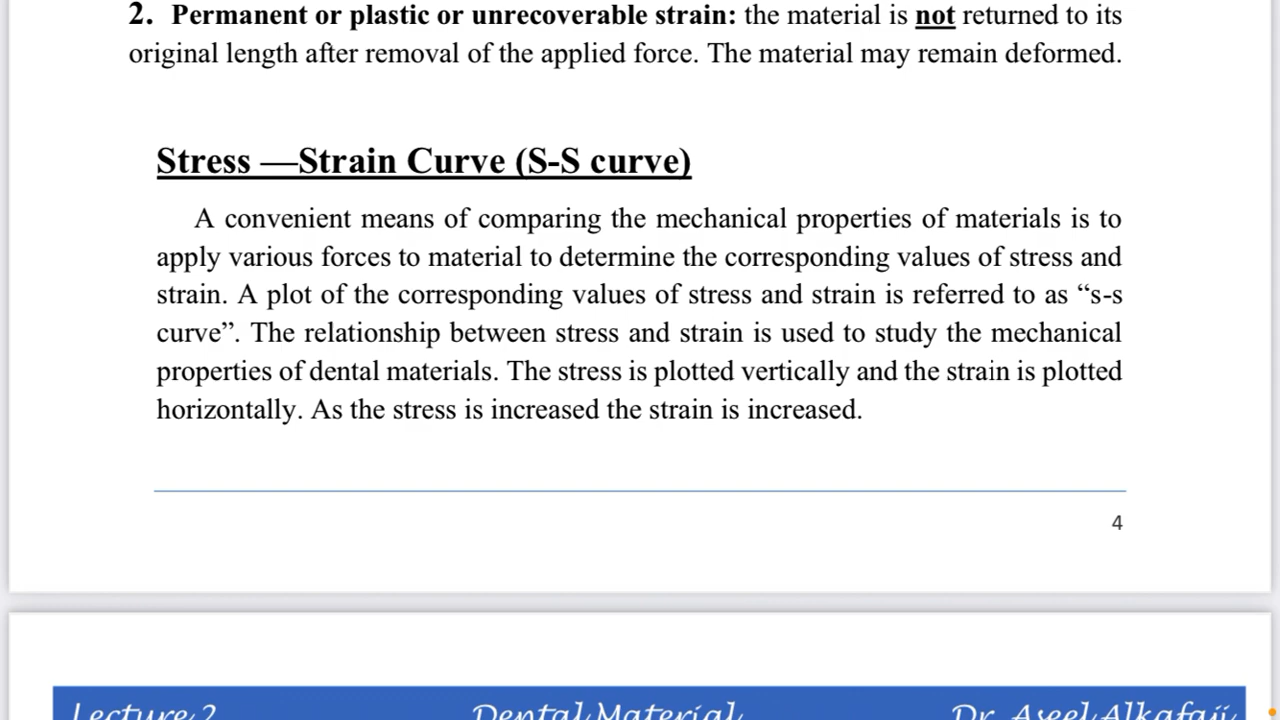 2. Permanent or plastic or unrecoverable strain: the material is not returned to its
original length after removal of the applied force. The material may remain deformed.
Stress —Strain Curve (S-S curve)
A convenient means of comparing the mechanical properties of materials is to
apply various forces to material to determine the corresponding values of stress and
strain. A plot of the corresponding values of stress and strain is referred to as “s-s
curve”. The relationship between stress and strain is used to study the mechanical
properties of dental materials. The stress is plotted vertically and the strain is plotted
horizontally. As the stress is increased the strain is increased.
4
Lecture 2 Dental Material Dr. Aseel Alkafaji